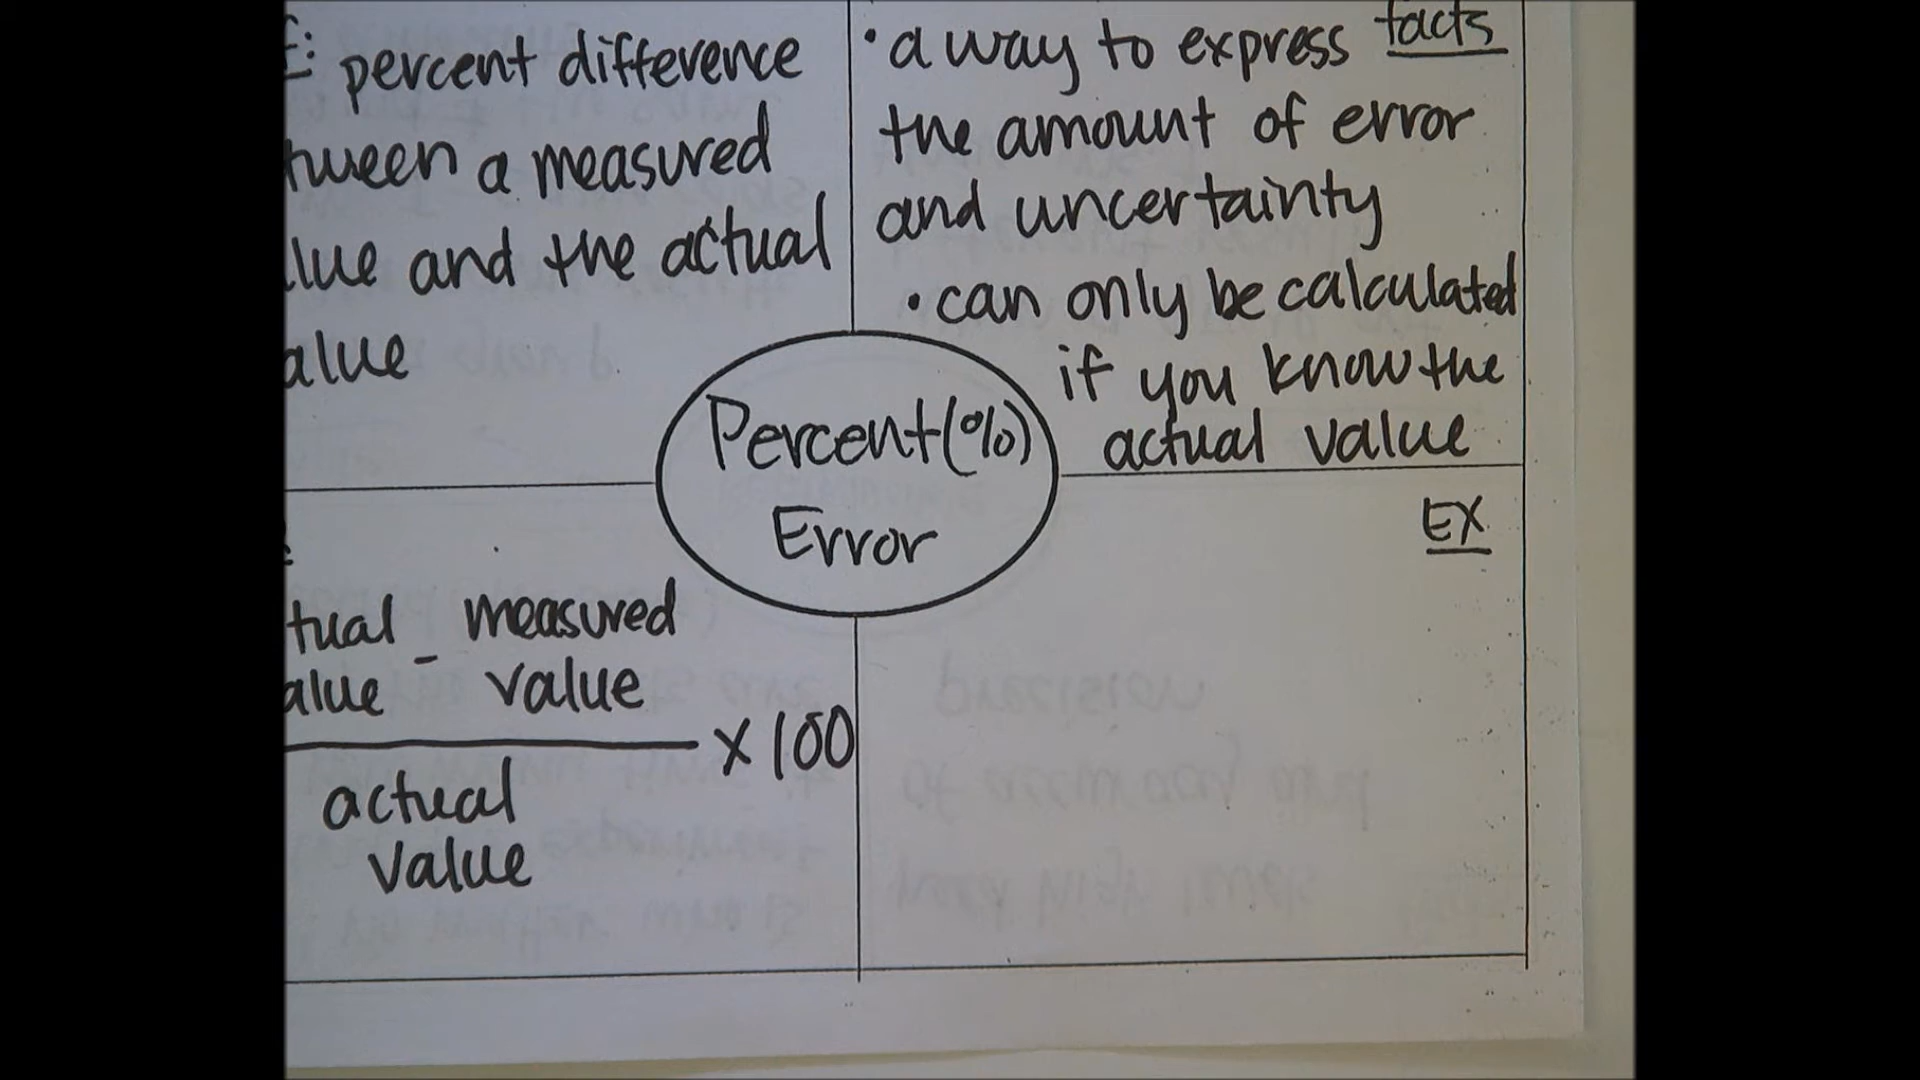 F: percent difference
tween a measured
lue and the actual
alue
facts
• a way to express
the amount of error
and uncertainty
• can only be calculated
if you know the
actual value
Percent (%)
Error
tual - measured
alue value
x 100
actual
value
EX